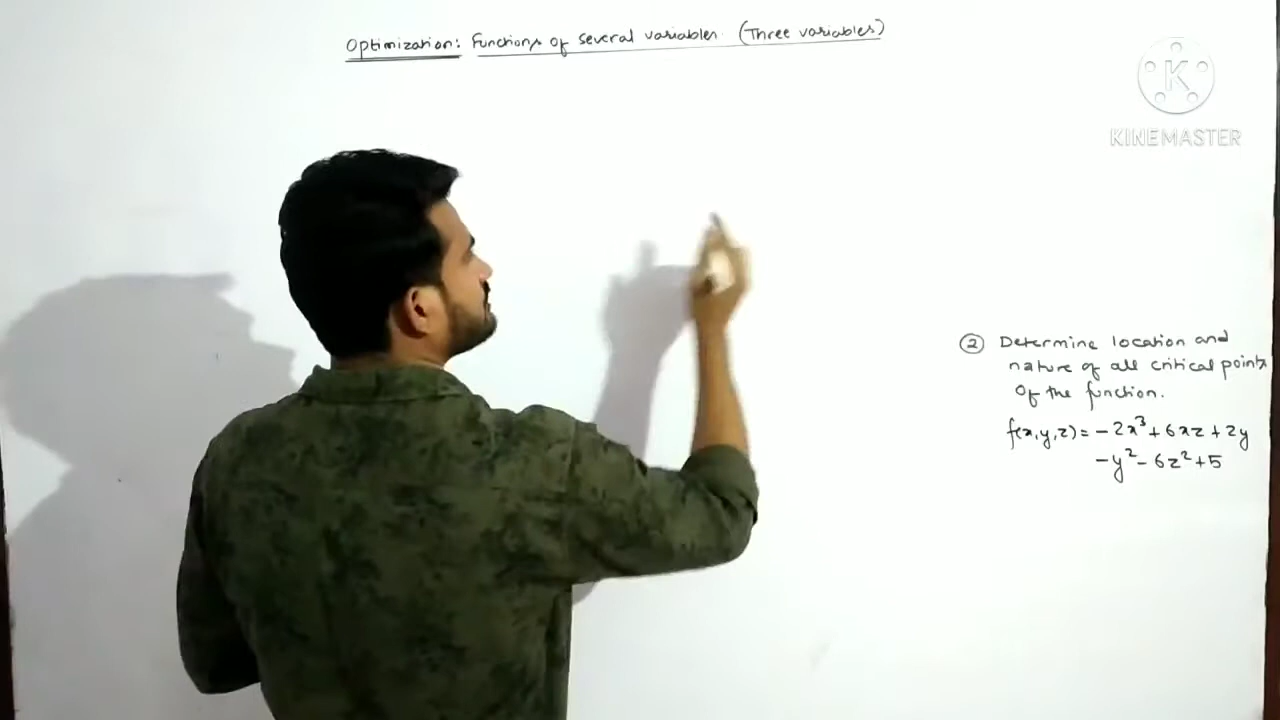 Optimization: Functions of several variables. (Three variables)
K
KINEMASTER
② Determine location and
nature of all critical points
Of the function.
f(x,y,z) = -2x³+6xz+2y
-y²-6z²+5